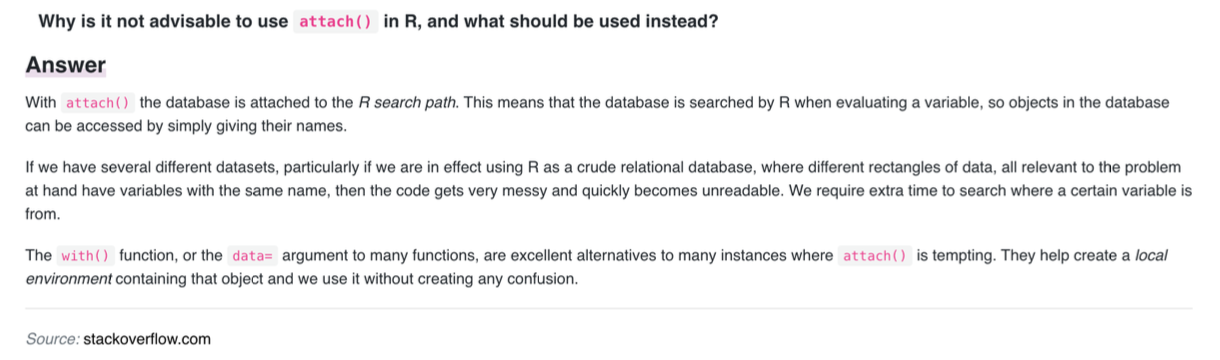 Why is it not advisable to use attach() in R, and what should be used instead?
Answer
With attach() the database is attached to the R search path. This means that the database is searched by R when evaluating a variable, so objects in the database
can be accessed by simply giving their names.
If we have several different datasets, particularly if we are in effect using R as a crude relational database, where different rectangles of data, all relevant to the problem
at hand have variables with the same name, then the code gets very messy and quickly becomes unreadable. We require extra time to search where a certain variable is
from.
The with() function, or the data= argument to many functions, are excellent alternatives to many instances where attach() is tempting. They help create a local
environment containing that object and we use it without creating any confusion.
Source: stackoverflow.com